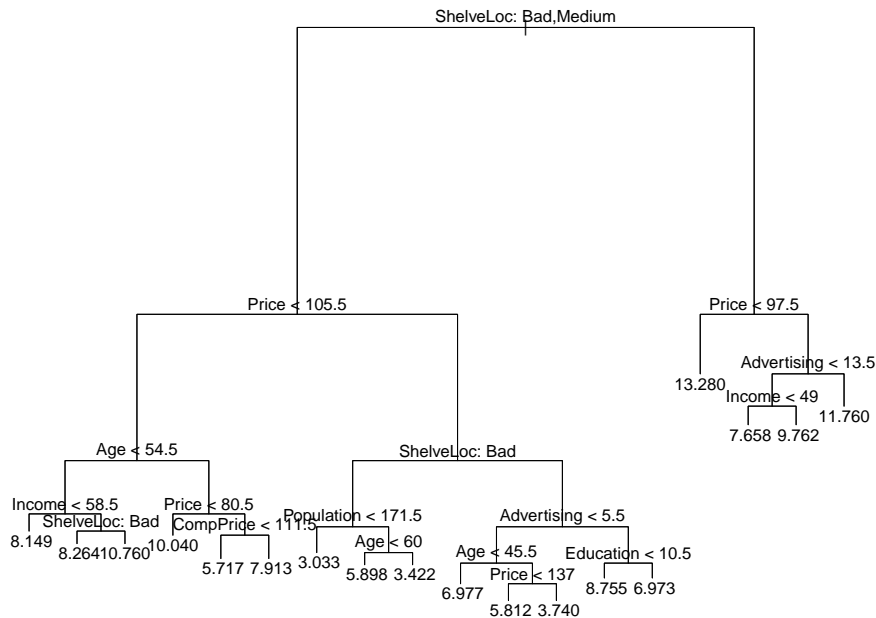 ShelveLoc: Bad,Medium
Price < 105.5
Price < 97.5
Advertising < 13.5
13.280
Income < 49
11.760
7.658 9.762
Age < 54.5
ShelveLoc: Bad
Income < 58.5
Price < 80.5
Population < 171.5
Advertising < 5.5
ShelveLoc: Bad
CompPrice < 111.5
8.149
10.040
Age < 60
Age < 45.5
Education < 10.5
8.264 10.760
3.033
5.717 7.913
5.898 3.422
Price < 137
6.977
8.755 6.973
5.812 3.740